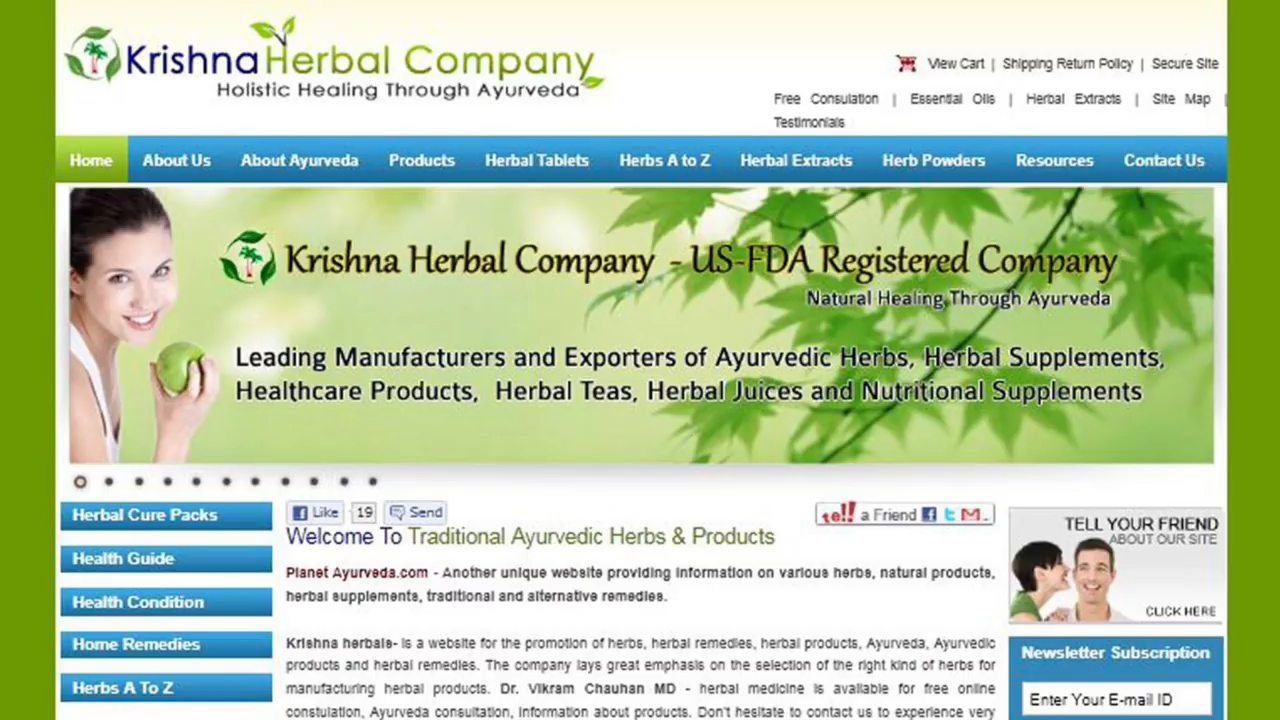 Krishna Herbal Company
Holistic Healing Through Ayurveda
View Cart | Shipping Return Policy | Secure Site
Free Consulation | Essential Oils | Herbal Extracts | Site Map |
Testimonials
Home About Us About Ayurveda Products Herbal Tablets Herbs A to Z Herbal Extracts Herb Powders Resources Contact Us
Krishna Herbal Company - US-FDA Registered Company
Natural Healing Through Ayurveda
Leading Manufacturers and Exporters of Ayurvedic Herbs, Herbal Supplements,
Healthcare Products, Herbal Teas, Herbal Juices and Nutritional Supplements
Herbal Cure Packs
Health Guide
Health Condition
Home Remedies
Herbs A To Z
Like 19 Send
tell!! a Friend
Welcome To Traditional Ayurvedic Herbs & Products
Planet Ayurveda.com - Another unique website providing information on various herbs, natural products,
herbal supplements, traditional and alternative remedies.
Krishna herbals- is a website for the promotion of herbs, herbal remedies, herbal products, Ayurveda, Ayurvedic
products and herbal remedies. The company lays great emphasis on the selection of the right kind of herbs for
manufacturing herbal products. Dr. Vikram Chauhan MD - herbal medicine is available for free online
constulation, Ayurveda consultation, information about products. Don't hesitate to contact us to experience very
TELL YOUR FRIEND
ABOUT OUR SITE
CLICK HERE
Newsletter Subscription
Enter Your E-mail ID